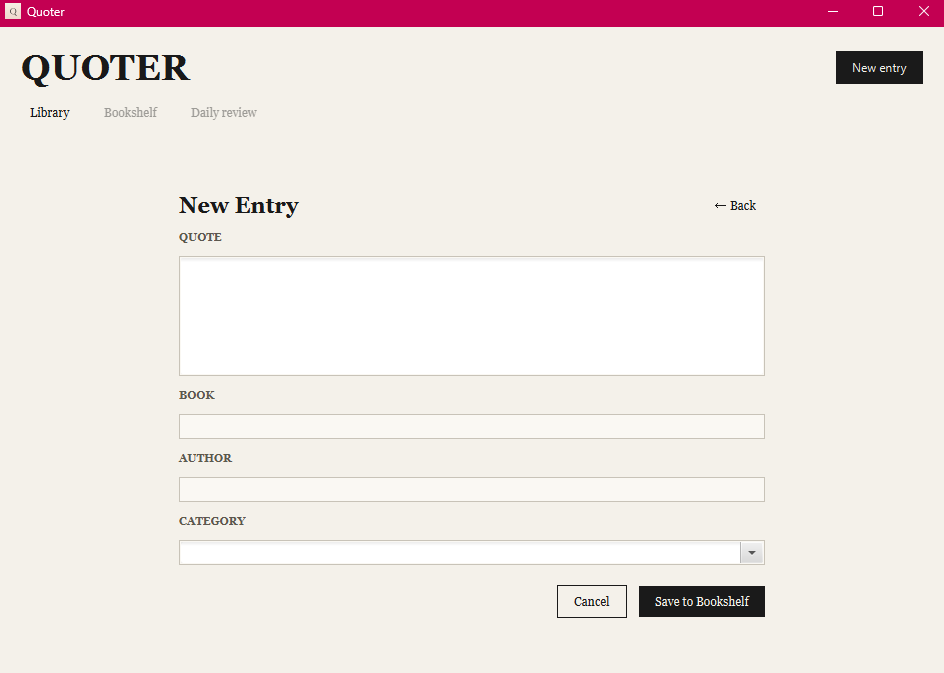 Q Quoter
QUOTER
New entry
Library Bookshelf Daily review
New Entry
← Back
QUOTE
BOOK
AUTHOR
CATEGORY
Cancel Save to Bookshelf